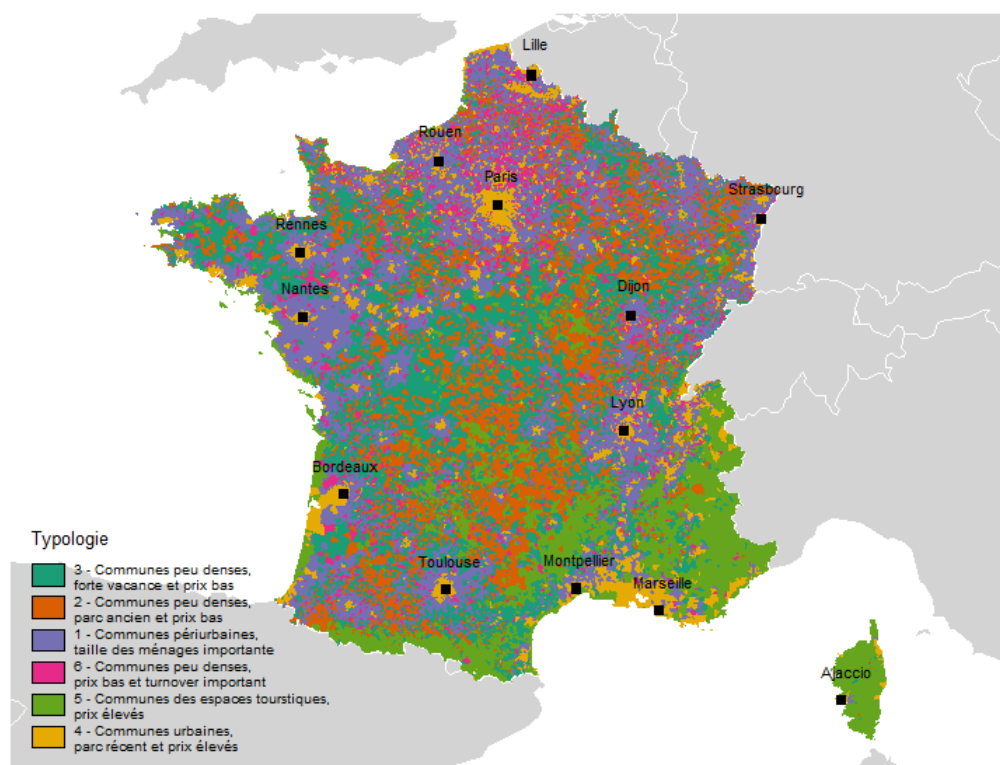 Lille
Rouen
Paris
Strasbourg
Rennes
Nantes
Dijon
Lyon
Bordeaux
Toulouse
Montpellier
Marseille
Ajaccio
Typologie
3 - Communes peu denses,
forte vacance et prix bas
2 - Communes peu denses,
parc ancien et prix bas
1 - Communes périurbaines,
taille des ménages importante
6 - Communes peu denses,
prix bas et turnover important
5 - Communes des espaces tourstiques,
prix élevés
4 - Communes urbaines,
parc récent et prix élevés